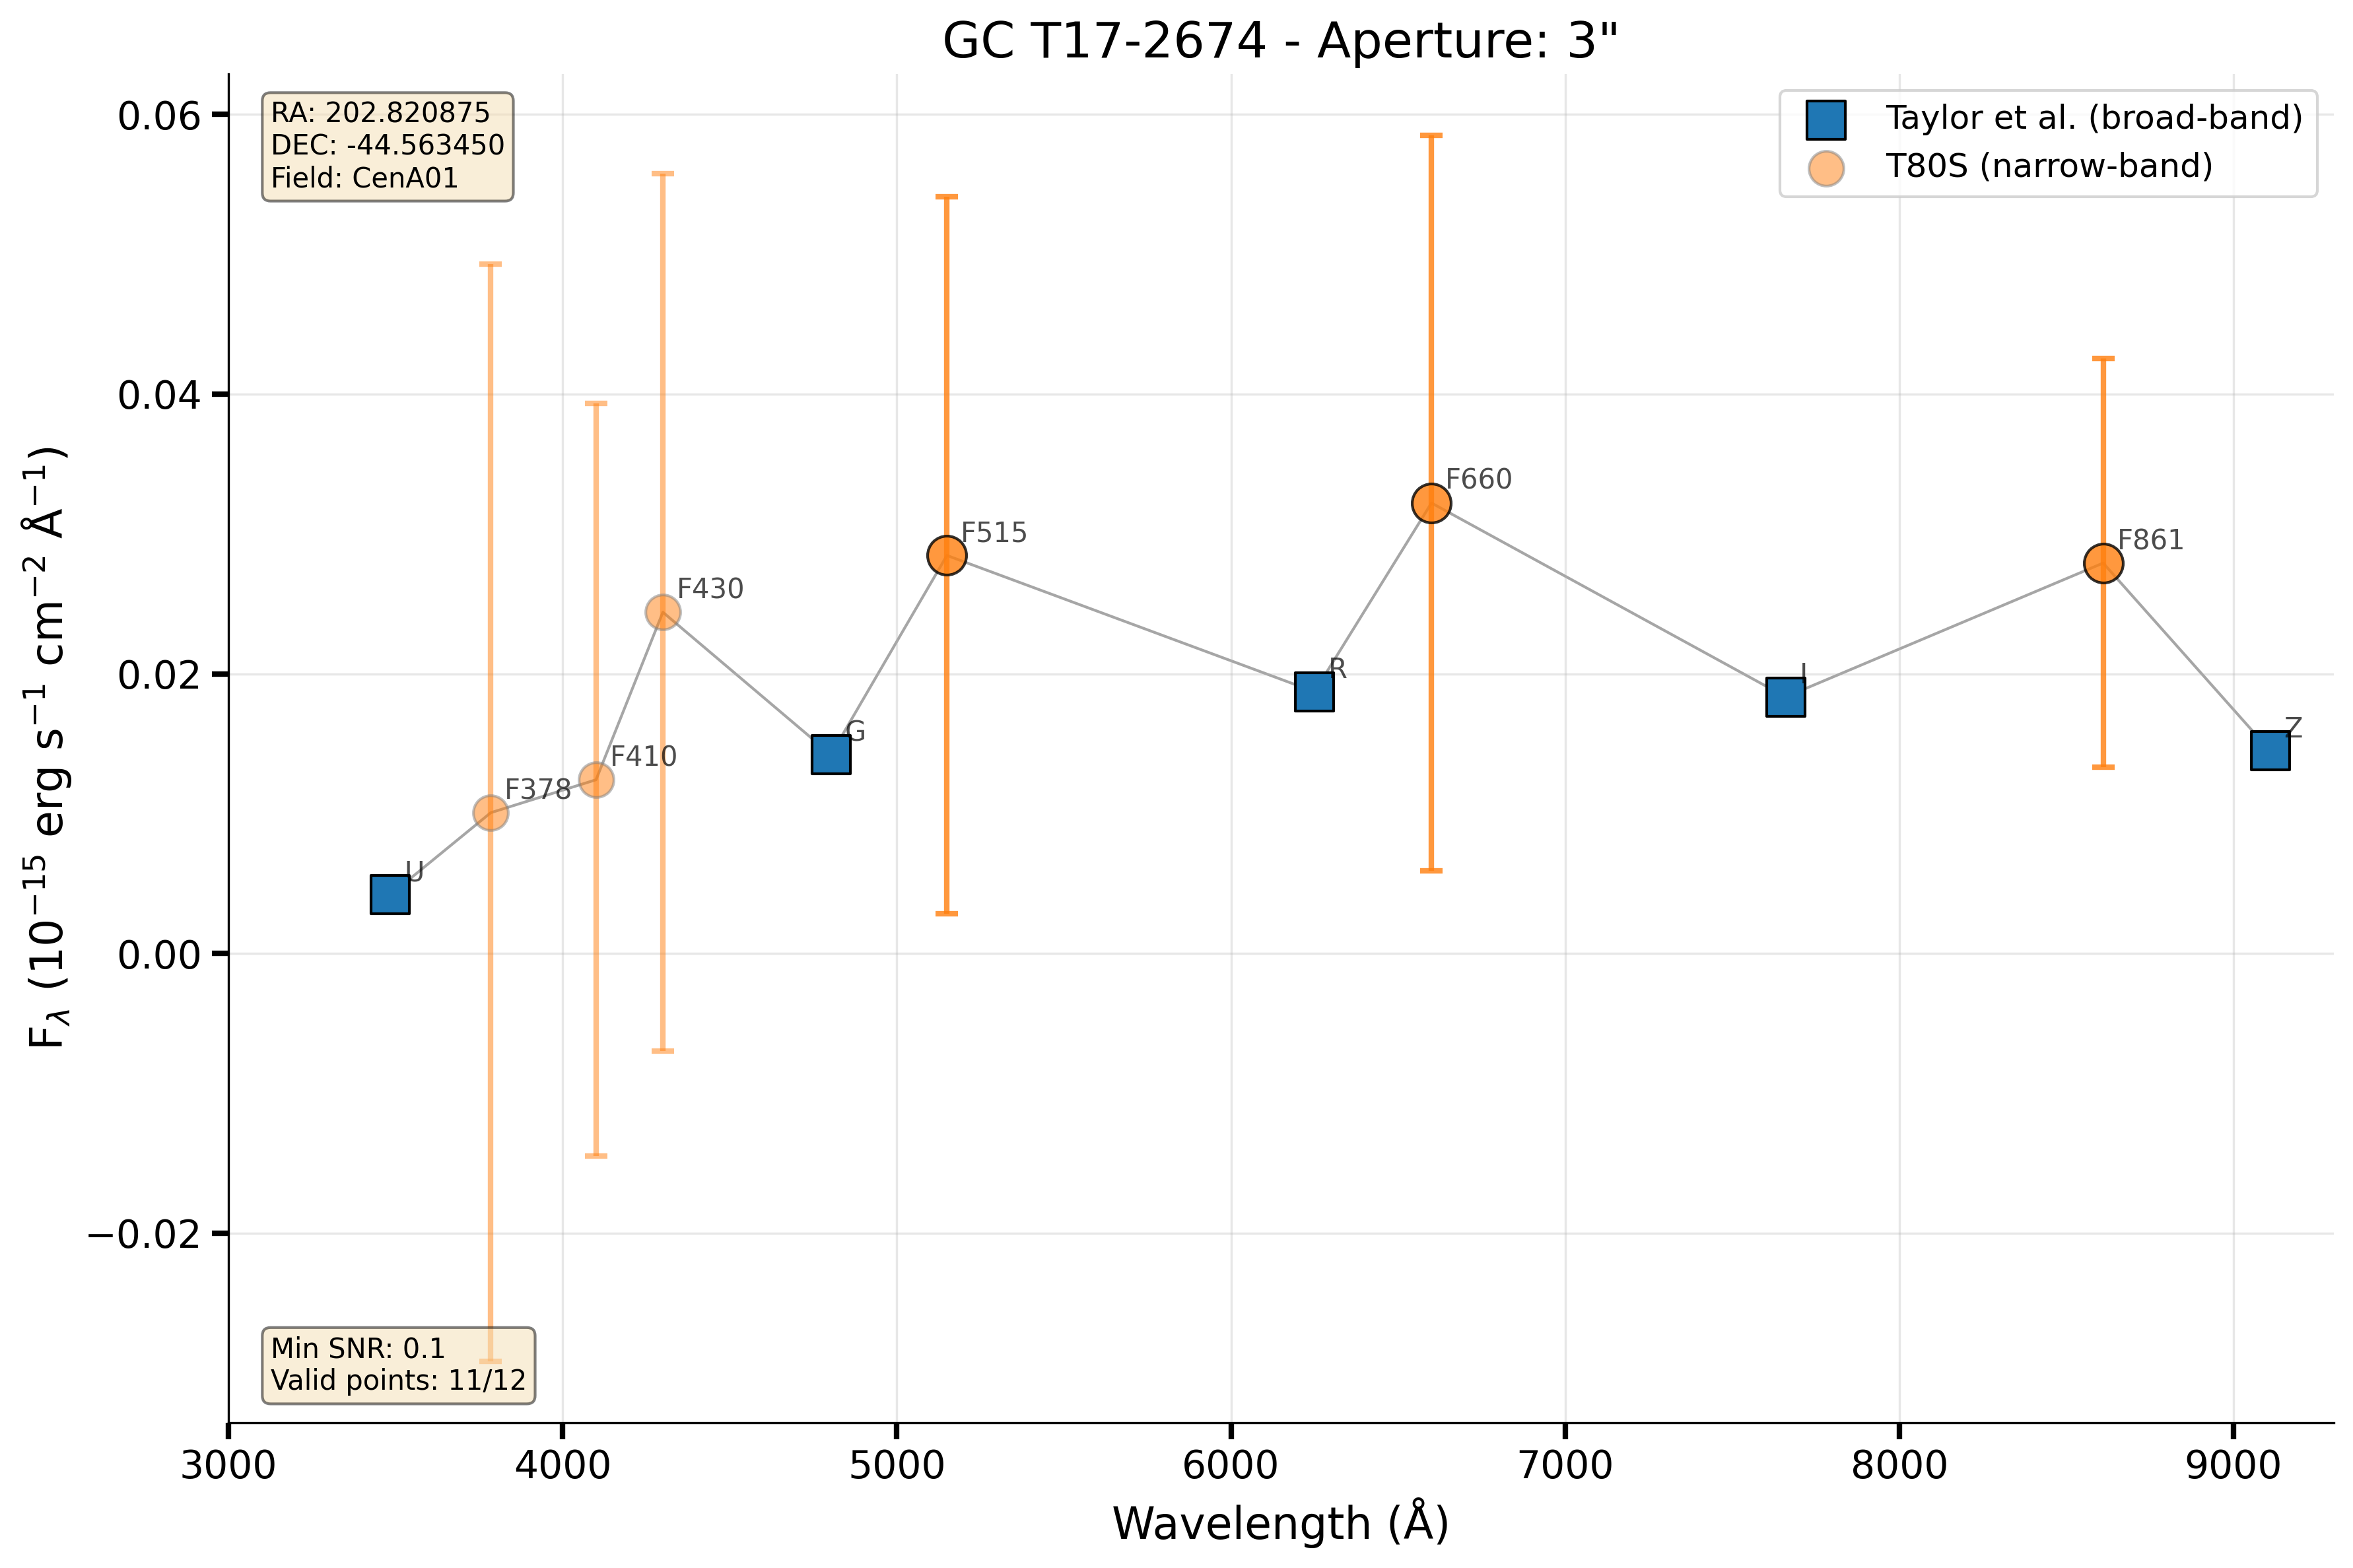 GC T17-2674 - Aperture: 3"
RA: 202.820875
DEC: -44.563450
Field: CenA01
Taylor et al. (broad-band)
T80S (narrow-band)
0.06
0.04
0.02
0.00
−0.02
F_λ (10⁻¹⁵ erg s⁻¹ cm⁻² Å⁻¹)
U
F378
F410
F430
G
F515
R
F660
I
F861
Z
Min SNR: 0.1
Valid points: 11/12
3000
4000
5000
6000
7000
8000
9000
Wavelength (Å)